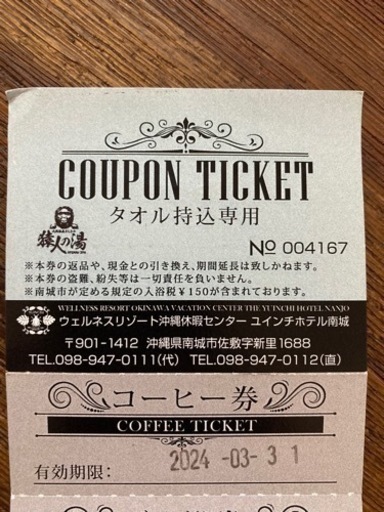 COUPON TICKET
タオル持込専用
猿人の湯
No 004167
※本券の返品や、現金との引き換え、期間延長は致しかねます。
※本券の盗難、紛失等は一切責任を負いません。
※南城市が定める規定の入浴税￥150が含まれております。
WELLNESS RESORT OKINAWA VACATION CENTER THE YUINCHI HOTEL NANJO
ウェルネスリゾート沖縄休暇センター ユインチホテル南城
〒901-1412 沖縄県南城市佐敷字新里1688
TEL.098-947-0111(代) TEL.098-947-0112(直)
コーヒー券
COFFEE TICKET
有効期限： 2024 -03- 3 1